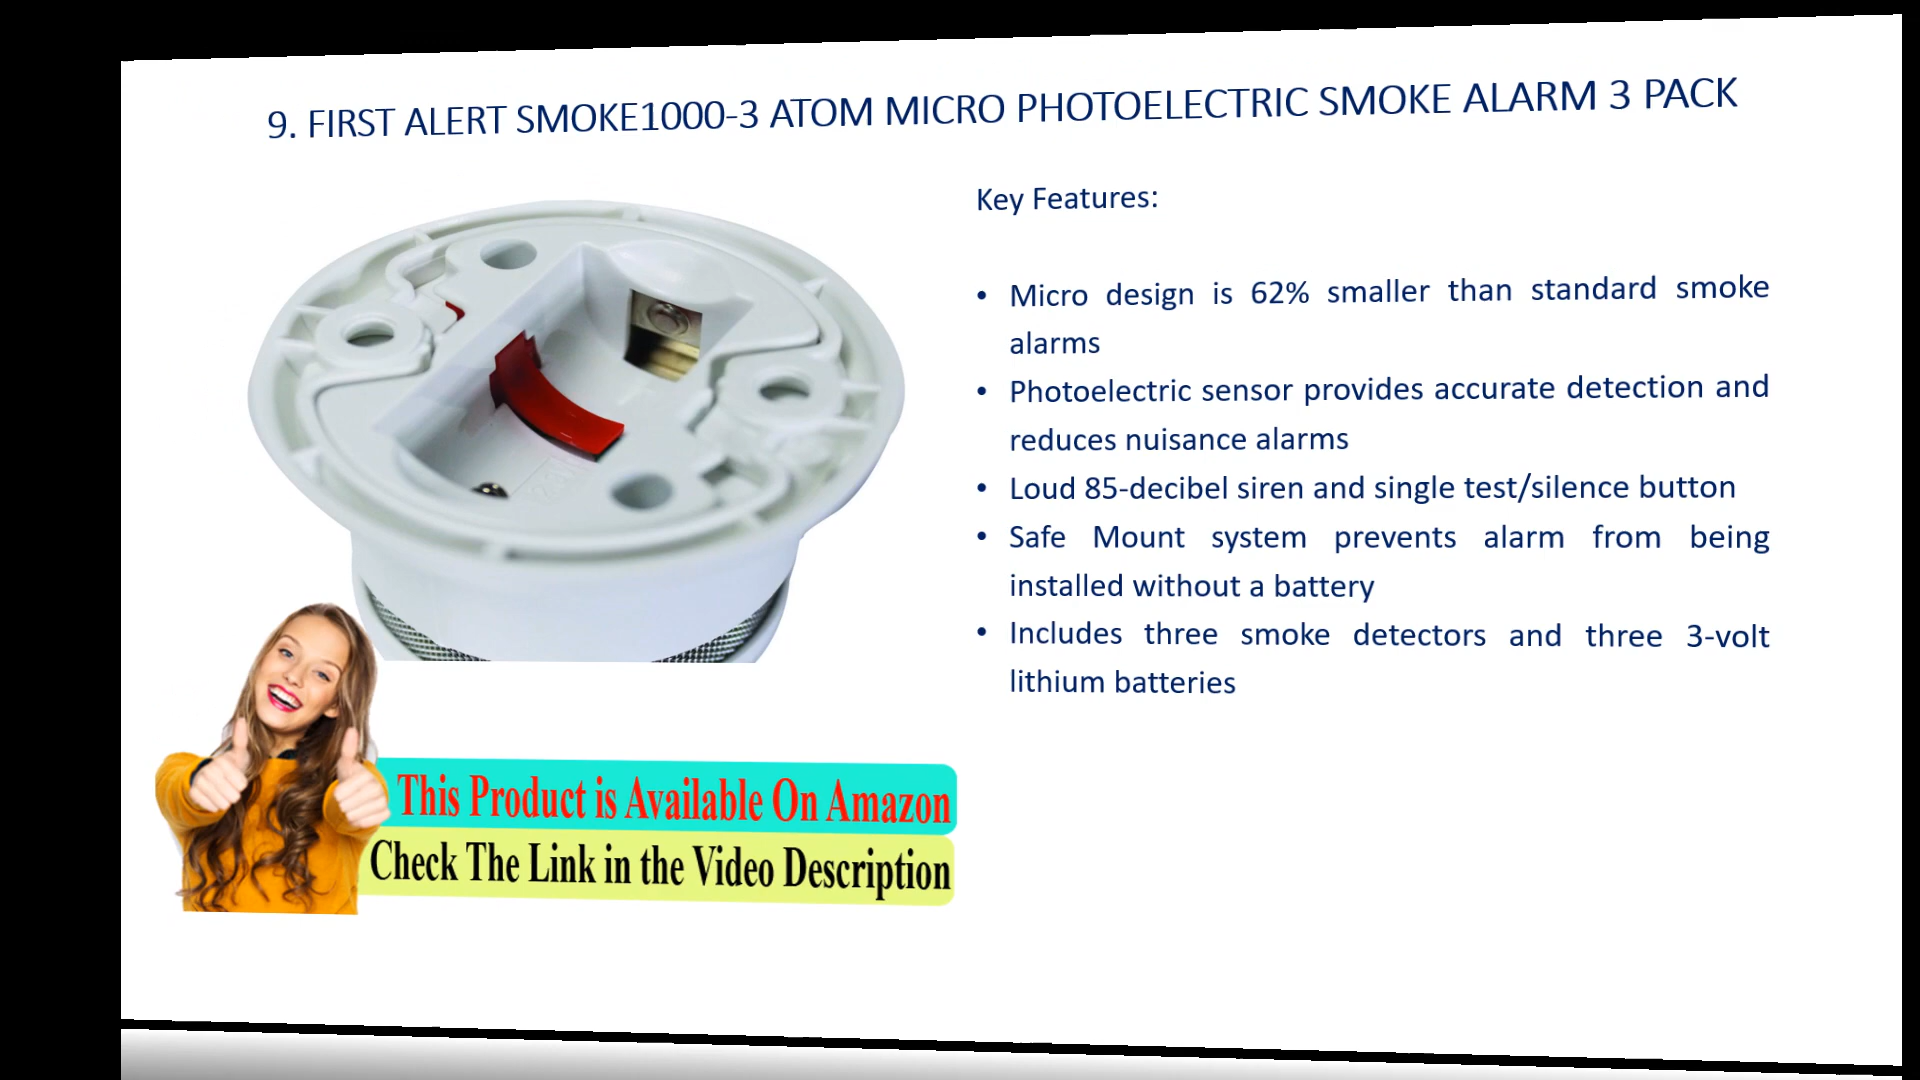 9. FIRST ALERT SMOKE1000-3 ATOM MICRO PHOTOELECTRIC SMOKE ALARM 3 PACK
Key Features:
• Micro design is 62% smaller than standard smoke
alarms
• Photoelectric sensor provides accurate detection and
reduces nuisance alarms
• Loud 85-decibel siren and single test/silence button
• Safe Mount system prevents alarm from being
installed without a battery
• Includes three smoke detectors and three 3-volt
lithium batteries
This Product is Available On Amazon
Check The Link in the Video Description